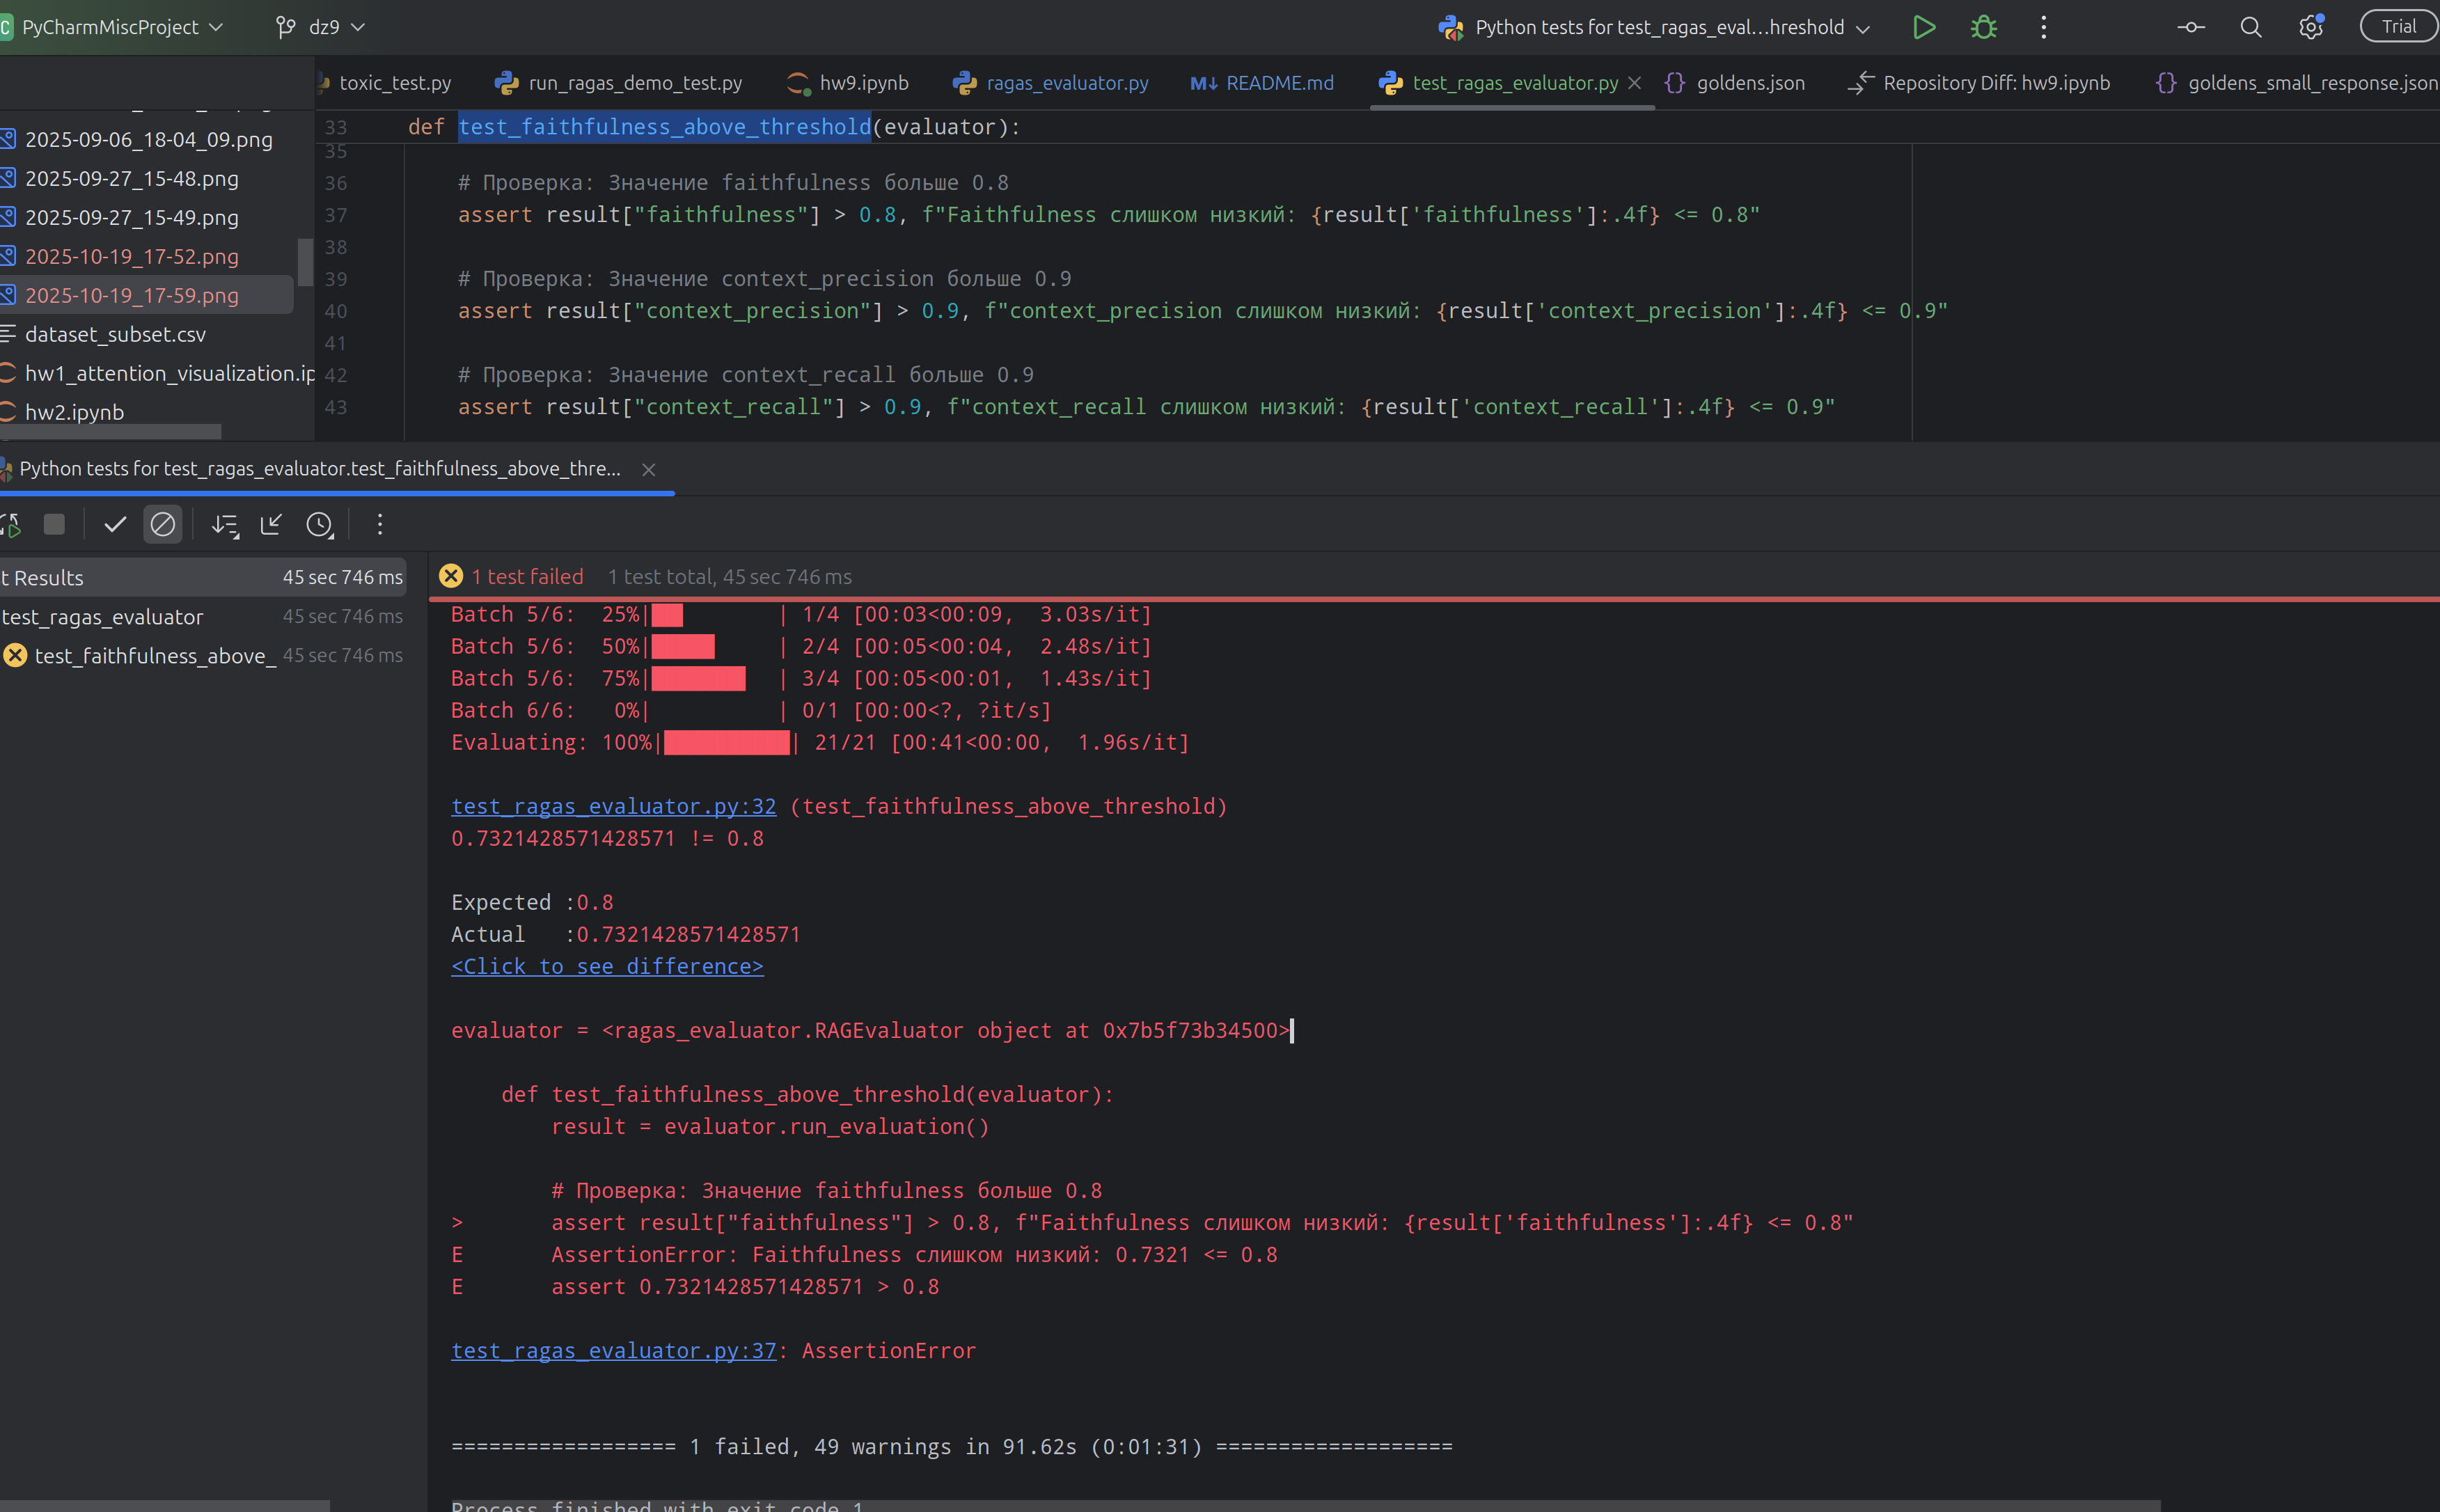 PyCharmMiscProject dz9 Python tests for test_ragas_eval...hreshold Trial
toxic_test.py run_ragas_demo_test.py hw9.ipynb ragas_evaluator.py README.md test_ragas_evaluator.py goldens.json Repository Diff: hw9.ipynb goldens_small_response.json
2025-09-06_18-04_09.png
2025-09-27_15-48.png
2025-09-27_15-49.png
2025-10-19_17-52.png
2025-10-19_17-59.png
dataset_subset.csv
hw1_attention_visualization.ip
hw2.ipynb
33 def test_faithfulness_above_threshold(evaluator):
35
36 # Проверка: Значение faithfulness больше 0.8
37 assert result["faithfulness"] > 0.8, f"Faithfulness слишком низкий: {result['faithfulness']:.4f} <= 0.8"
38
39 # Проверка: Значение context_precision больше 0.9
40 assert result["context_precision"] > 0.9, f"context_precision слишком низкий: {result['context_precision']:.4f} <= 0.9"
41
42 # Проверка: Значение context_recall больше 0.9
43 assert result["context_recall"] > 0.9, f"context_recall слишком низкий: {result['context_recall']:.4f} <= 0.9"
Python tests for test_ragas_evaluator.test_faithfulness_above_thre...
t Results 45 sec 746 ms
test_ragas_evaluator 45 sec 746 ms
test_faithfulness_above_ 45 sec 746 ms
1 test failed 1 test total, 45 sec 746 ms
Batch 5/6: 25%| | 1/4 [00:03<00:09, 3.03s/it]
Batch 5/6: 50%| | 2/4 [00:05<00:04, 2.48s/it]
Batch 5/6: 75%| | 3/4 [00:05<00:01, 1.43s/it]
Batch 6/6: 0%| | 0/1 [00:00<?, ?it/s]
Evaluating: 100%| | 21/21 [00:41<00:00, 1.96s/it]
test_ragas_evaluator.py:32 (test_faithfulness_above_threshold)
0.7321428571428571 != 0.8
Expected :0.8
Actual :0.7321428571428571
<Click to see difference>
evaluator = <ragas_evaluator.RAGEvaluator object at 0x7b5f73b34500>
def test_faithfulness_above_threshold(evaluator):
result = evaluator.run_evaluation()
# Проверка: Значение faithfulness больше 0.8
> assert result["faithfulness"] > 0.8, f"Faithfulness слишком низкий: {result['faithfulness']:.4f} <= 0.8"
E AssertionError: Faithfulness слишком низкий: 0.7321 <= 0.8
E assert 0.7321428571428571 > 0.8
test_ragas_evaluator.py:37: AssertionError
================== 1 failed, 49 warnings in 91.62s (0:01:31) ===================
Process finished with exit code 1